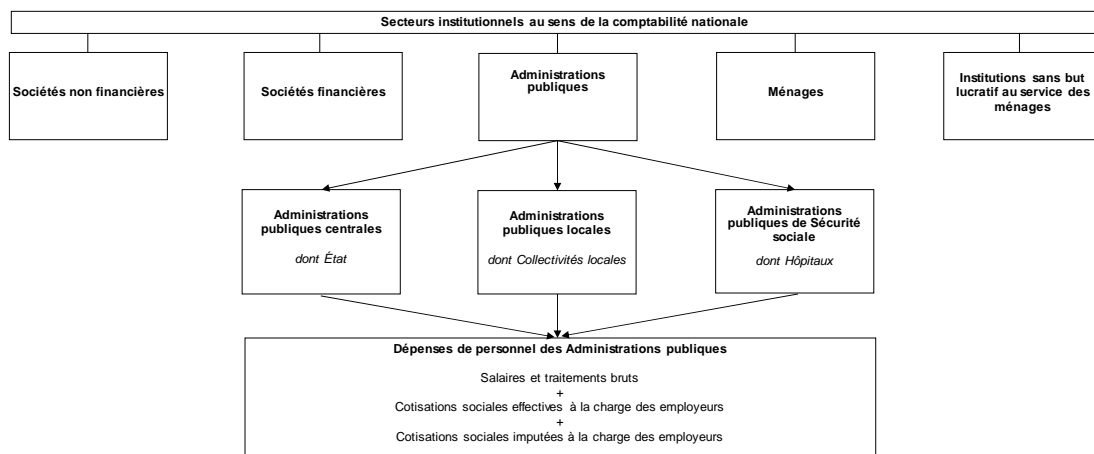 Secteurs institutionnels au sens de la comptabilité nationale
Sociétés non financières
Sociétés financières
Administrations
publiques
Ménages
Institutions sans but
lucratif au service des
ménages
Administrations
publiques centrales
dont État
Administrations
publiques locales
dont Collectivités locales
Administrations
publiques de Sécurité
sociale
dont Hôpitaux
Dépenses de personnel des Administrations publiques
Salaires et traitements bruts
+
Cotisations sociales effectives à la charge des employeurs
+
Cotisations sociales imputées à la charge des employeurs